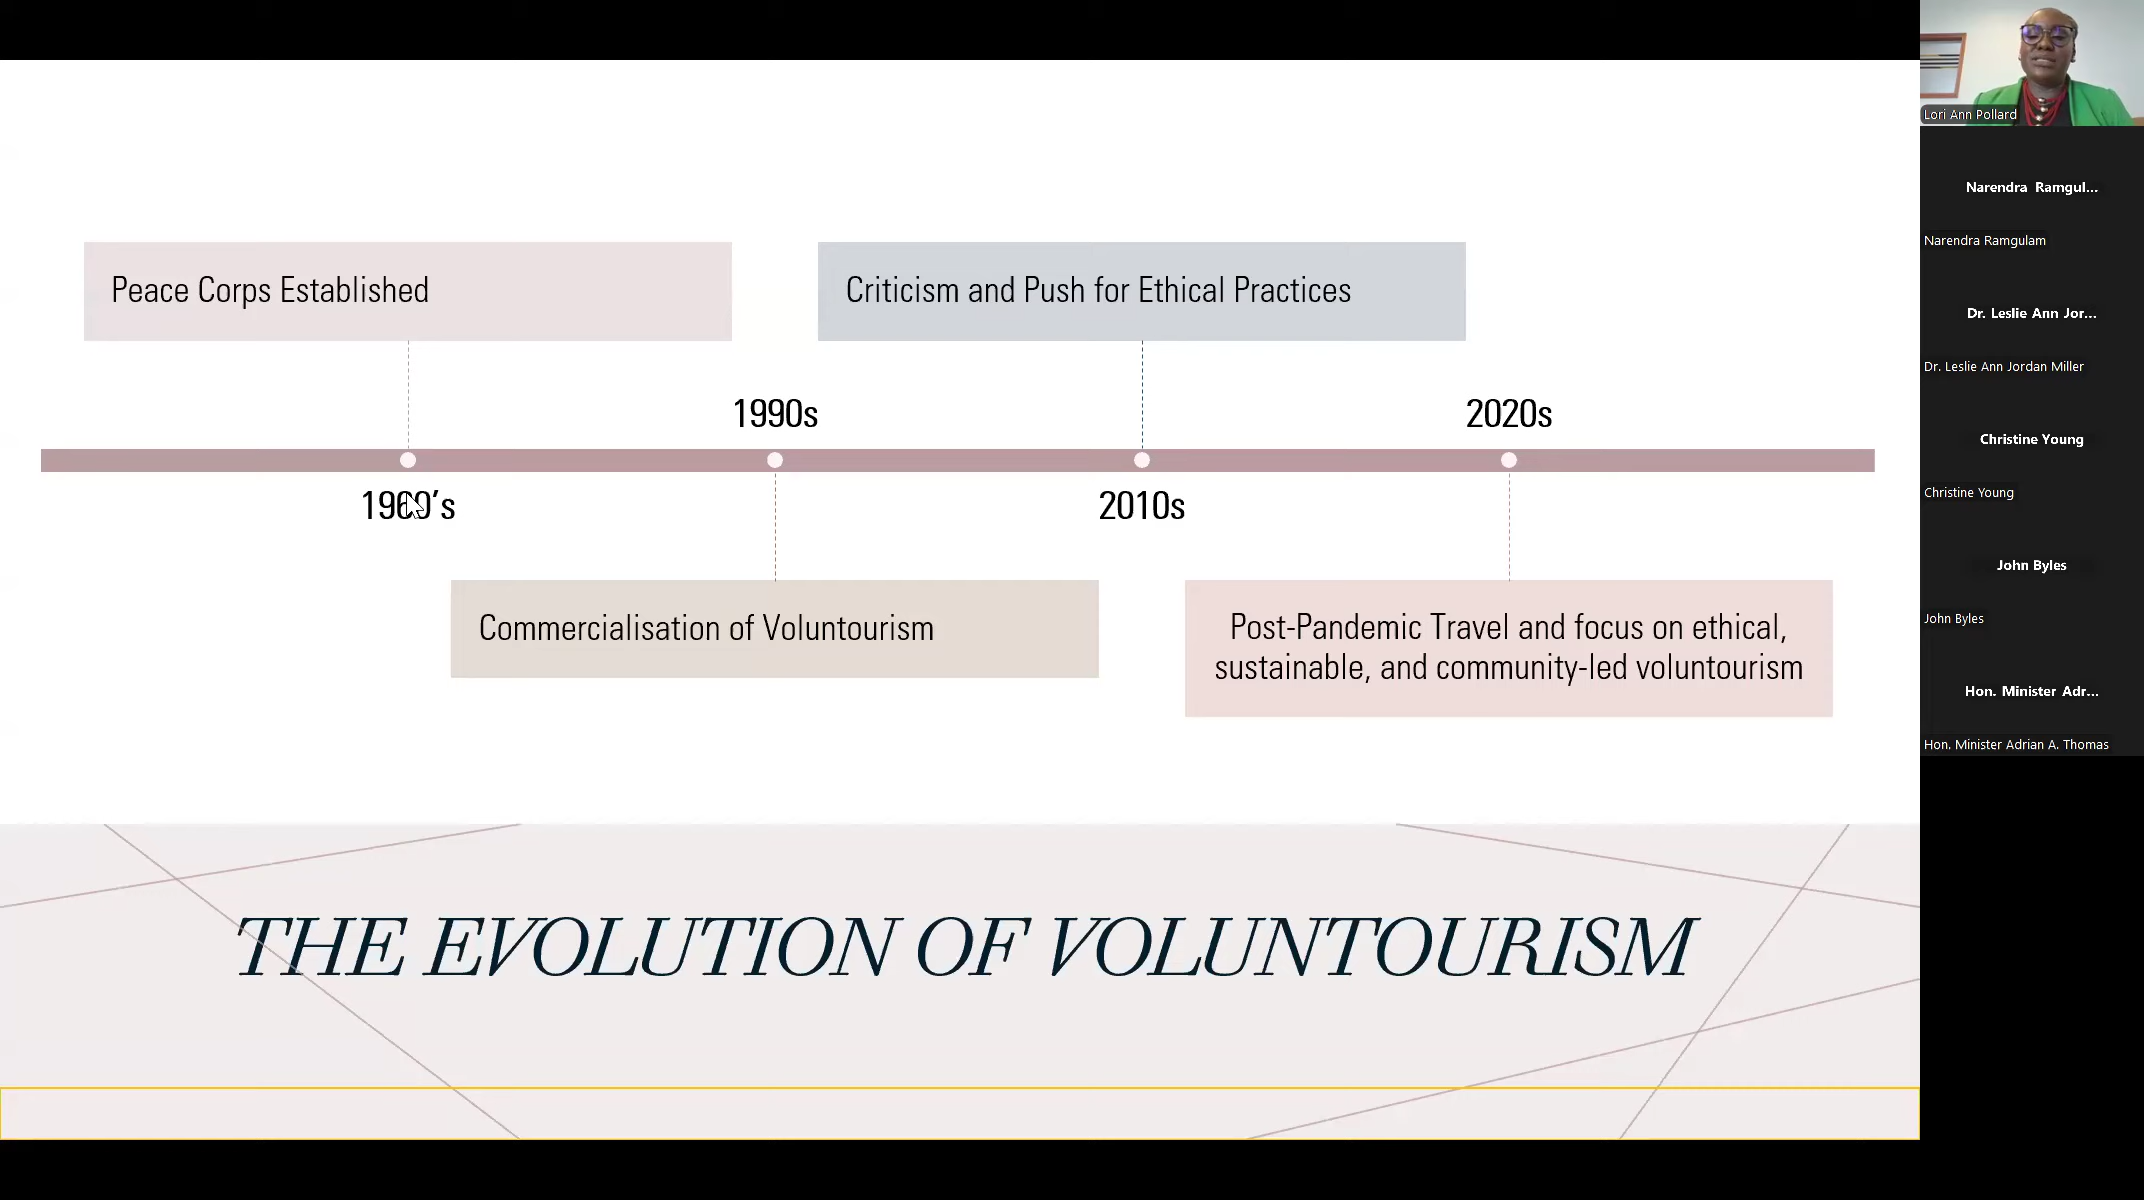 Peace Corps Established
Criticism and Push for Ethical Practices
1990s
2020s
1960's
2010s
Commercialisation of Voluntourism
Post-Pandemic Travel and focus on ethical,
sustainable, and community-led voluntourism
THE EVOLUTION OF VOLUNTOURISM
Lori Ann Pollard
Narendra Ramgul...
Narendra Ramgulam
Dr. Leslie Ann Jor...
Dr. Leslie Ann Jordan Miller
Christine Young
Christine Young
John Byles
John Byles
Hon. Minister Adr...
Hon. Minister Adrian A. Thomas